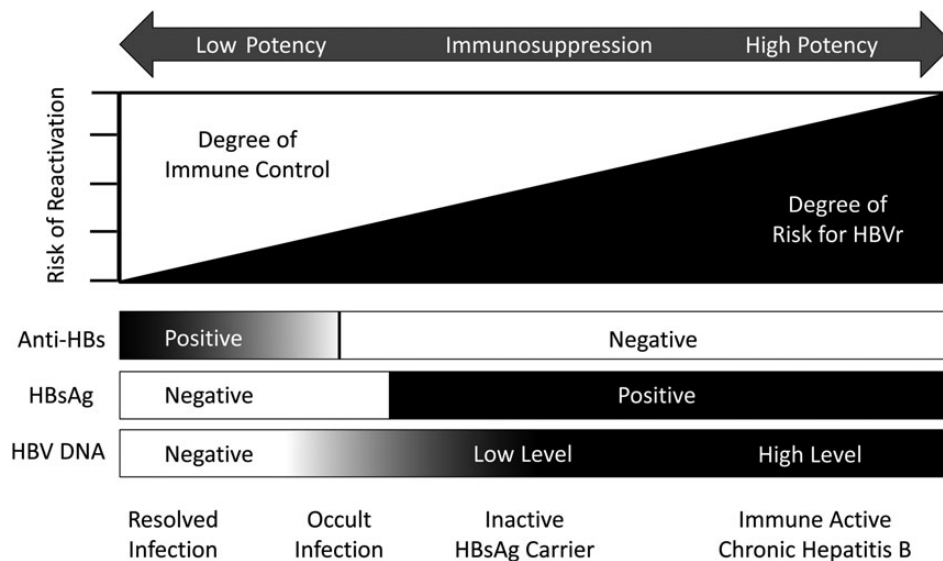 Low Potency Immunosuppression High Potency
Risk of Reactivation
Degree of
Immune Control
Degree of
Risk for HBVr
Anti-HBs Positive Negative
HBsAg Negative Positive
HBV DNA Negative Low Level High Level
Resolved Occult Inactive Immune Active
Infection Infection HBsAg Carrier Chronic Hepatitis B